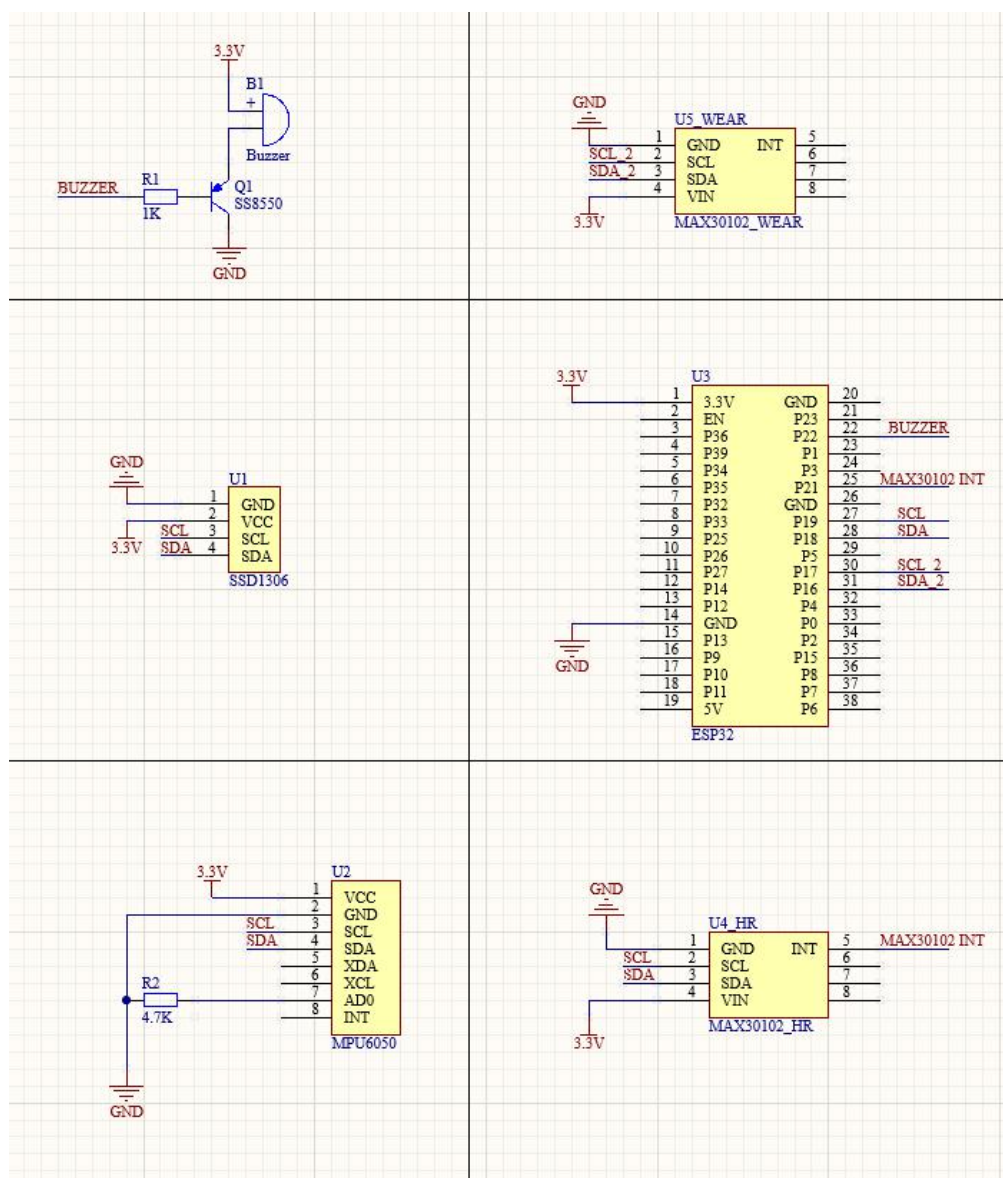 3.3V
B1
+
Buzzer
BUZZER
R1
1K
Q1
SS8550
GND
GND
U5_WEAR
1 GND INT 5
SCL_2 2 SCL 6
SDA_2 3 SDA 7
4 VIN 8
3.3V
MAX30102_WEAR
GND
U1
1 GND
2 VCC
SCL 3 SCL
3.3V
SDA 4 SDA
SSD1306
3.3V
U3
1 3.3V GND 20
2 EN P23 21
3 P36 P22 22 BUZZER
4 P39 P1 23
5 P34 P3 24
6 P35 P21 25 MAX30102 INT
7 P32 GND 26
8 P33 P19 27 SCL
9 P25 P18 28 SDA
10 P26 P5 29
11 P27 P17 30 SCL_2
12 P14 P16 31 SDA_2
13 P12 P4 32
14 GND P0 33
15 P13 P2 34
GND
16 P9 P15 35
17 P10 P8 36
18 P11 P7 37
19 5V P6 38
ESP32
3.3V
U2
1 VCC
2 GND
SCL 3 SCL
SDA 4 SDA
5 XDA
6 XCL
R2
7 AD0
4.7K
8 INT
MPU6050
GND
GND
U4_HR
1 GND INT 5 MAX30102 INT
SCL 2 SCL 6
SDA 3 SDA 7
4 VIN 8
MAX30102_HR
3.3V